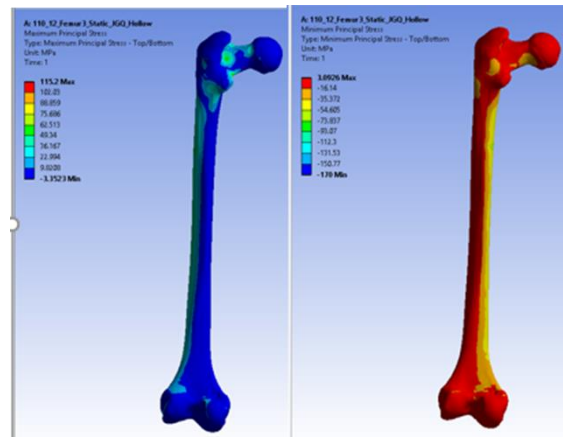 A: 110_12_Femur3_Static_JGQ_Hollow
Maximum Principal Stress
Type: Maximum Principal Stress - Top/Bottom
Unit: MPa
Time: 1
115.2 Max
102.03
88.859
75.686
62.513
49.34
36.167
22.994
9.8208
-3.3523 Min
A: 110_12_Femur3_Static_JGQ_Hollow
Minimum Principal Stress
Type: Minimum Principal Stress - Top/Bottom
Unit: MPa
Time: 1
3.0926 Max
-16.14
-35.372
-54.605
-73.837
-93.07
-112.3
-131.53
-150.77
-170 Min